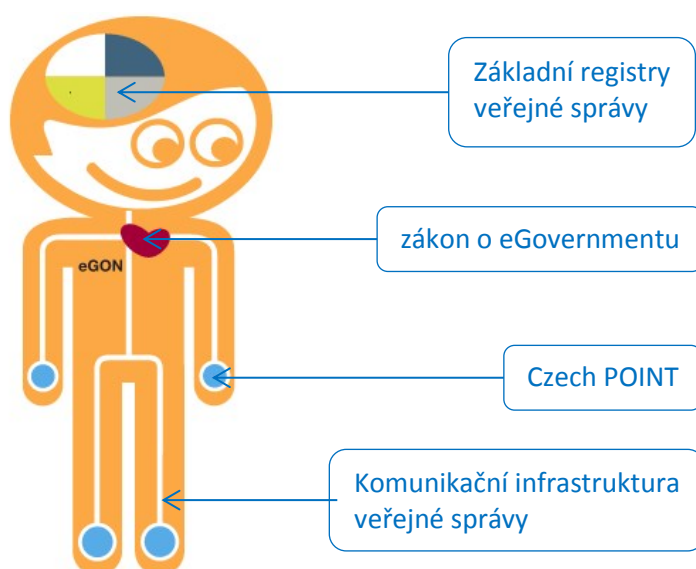 Základní registry
veřejné správy
zákon o eGovernmentu
eGON
Czech POINT
Komunikační infrastruktura
veřejné správy